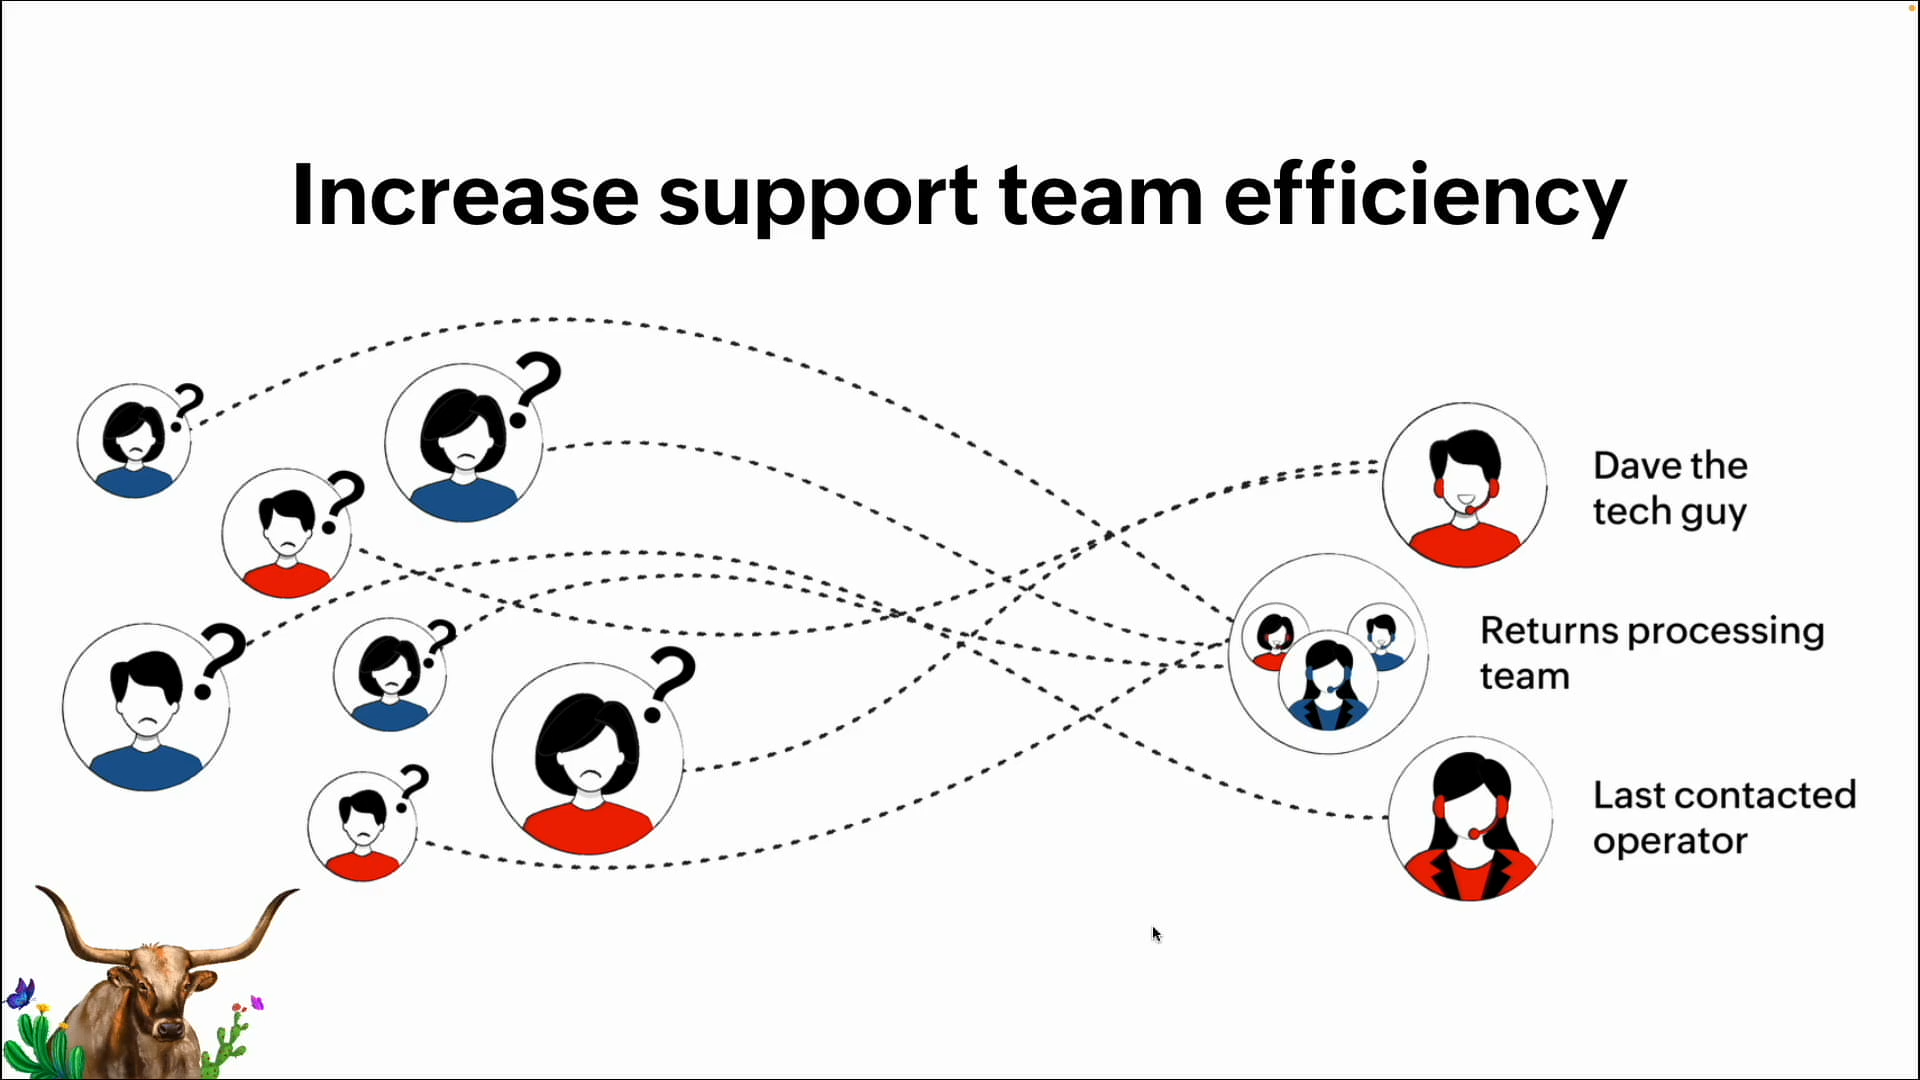 Increase support team efficiency
?
?
?
?
?
?
?
Dave the
tech guy
Returns processing
team
Last contacted
operator